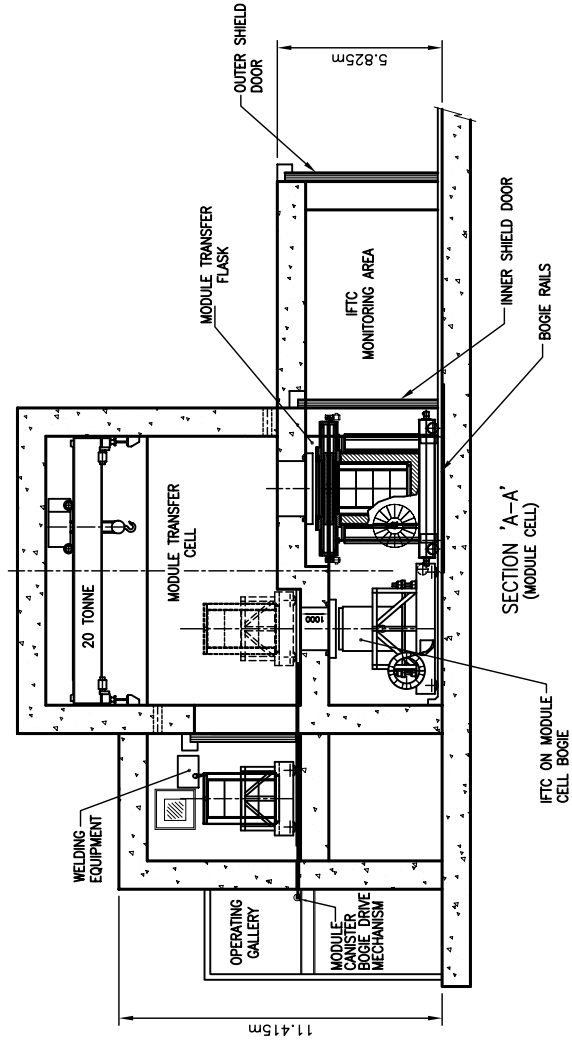 20 TONNE
MODULE TRANSFER
CELL
1000
WELDING
EQUIPMENT
OPERATING
GALLERY
MODULE
CANISTER
BOGIE DRIVE
MECHANISM
11.415m
MODULE TRANSFER
FLASK
IFTC
MONITORING AREA
OUTER SHIELD
DOOR
5.825m
INNER SHIELD DOOR
BOGIE RAILS
IFTC ON MODULE
CELL BOGIE
SECTION 'A-A'
(MODULE CELL)